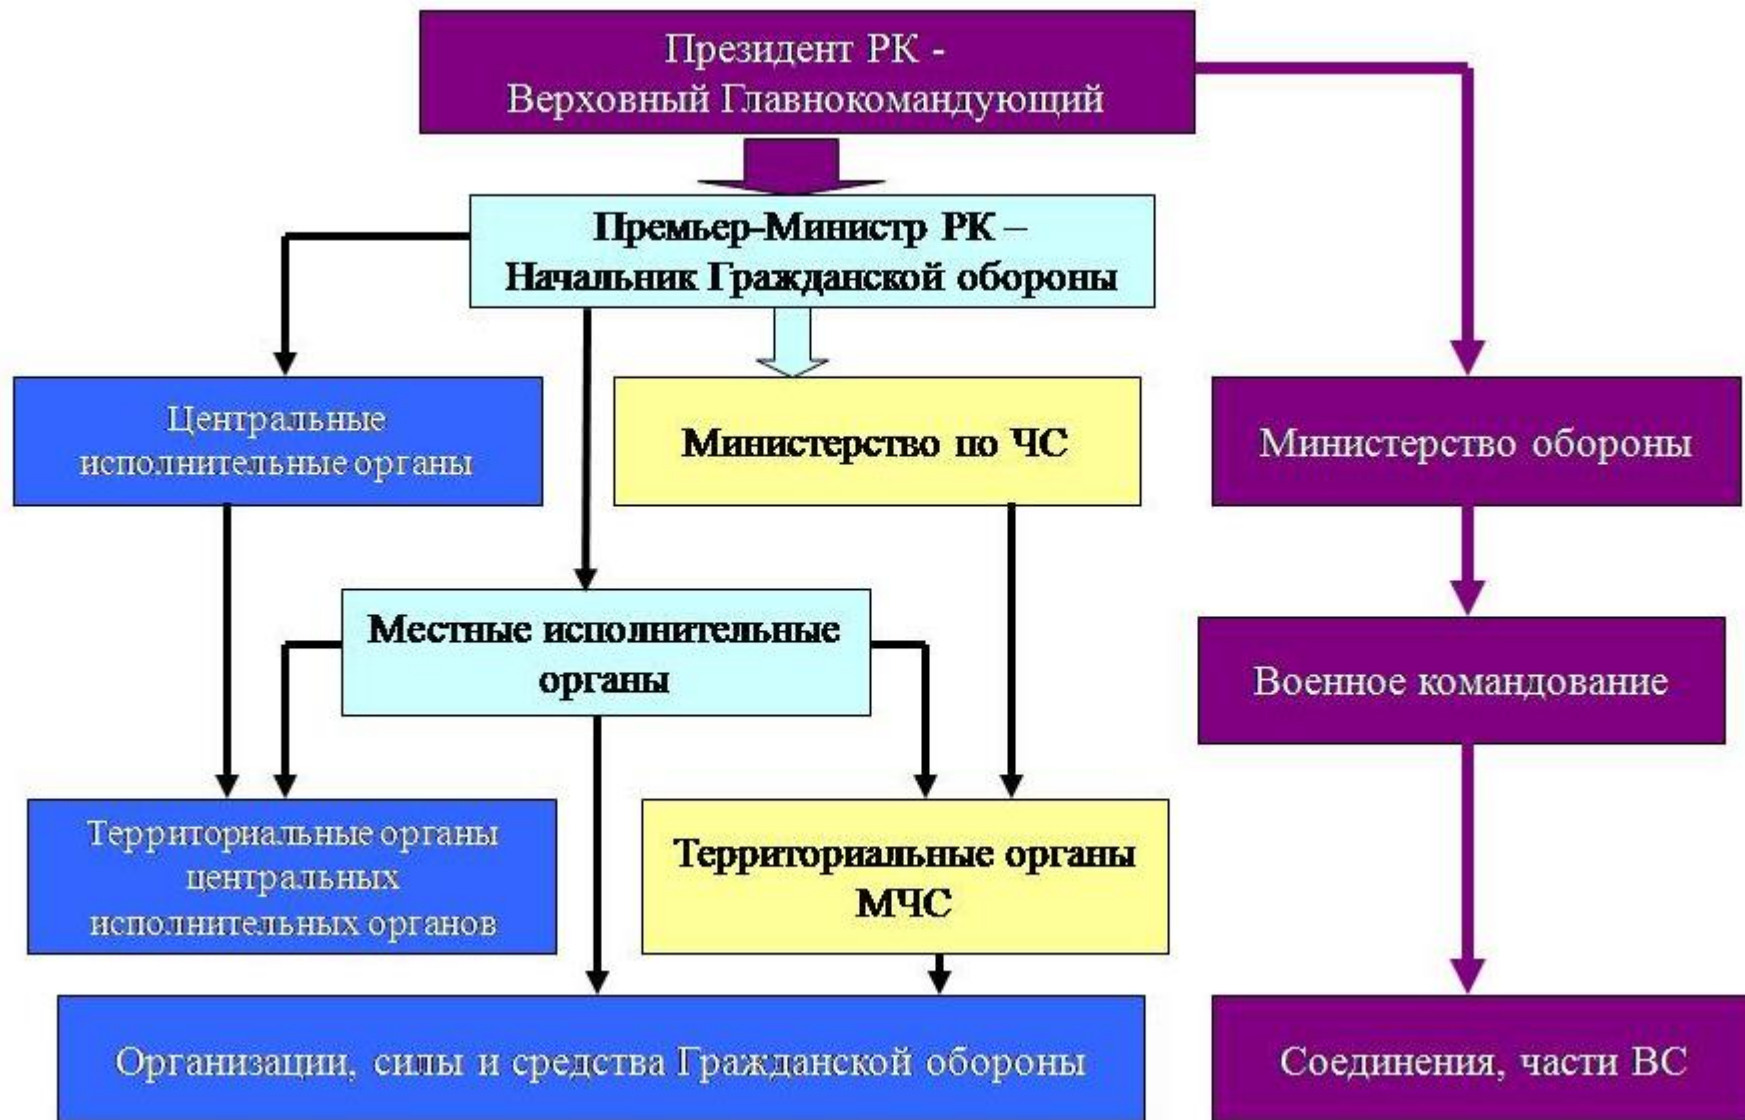 Президент РК -
Верховный Главнокомандующий
Премьер-Министр РК –
Начальник Гражданской обороны
Центральные
исполнительные органы
Министерство по ЧС
Министерство обороны
Местные исполнительные
органы
Военное командование
Территориальные органы
центральных
исполнительных органов
Территориальные органы
МЧС
Организации, силы и средства Гражданской обороны
Соединения, части ВС